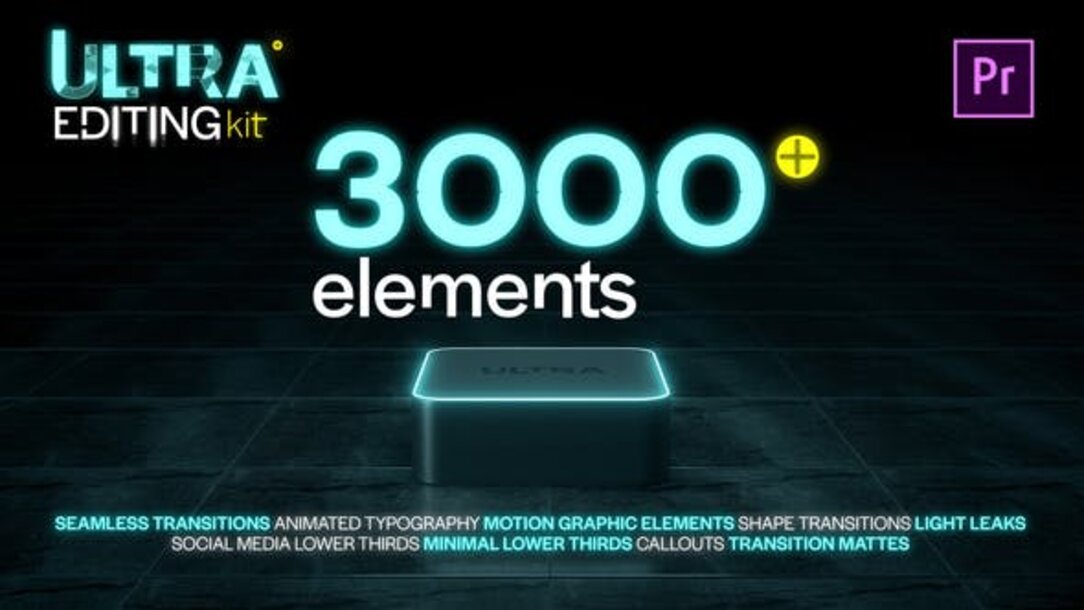 ULTRA+
EDITING kit
Pr
3000+
elements
ULTRA
SEAMLESS TRANSITIONS ANIMATED TYPOGRAPHY MOTION GRAPHIC ELEMENTS SHAPE TRANSITIONS LIGHT LEAKS
SOCIAL MEDIA LOWER THIRDS MINIMAL LOWER THIRDS CALLOUTS TRANSITION MATTES